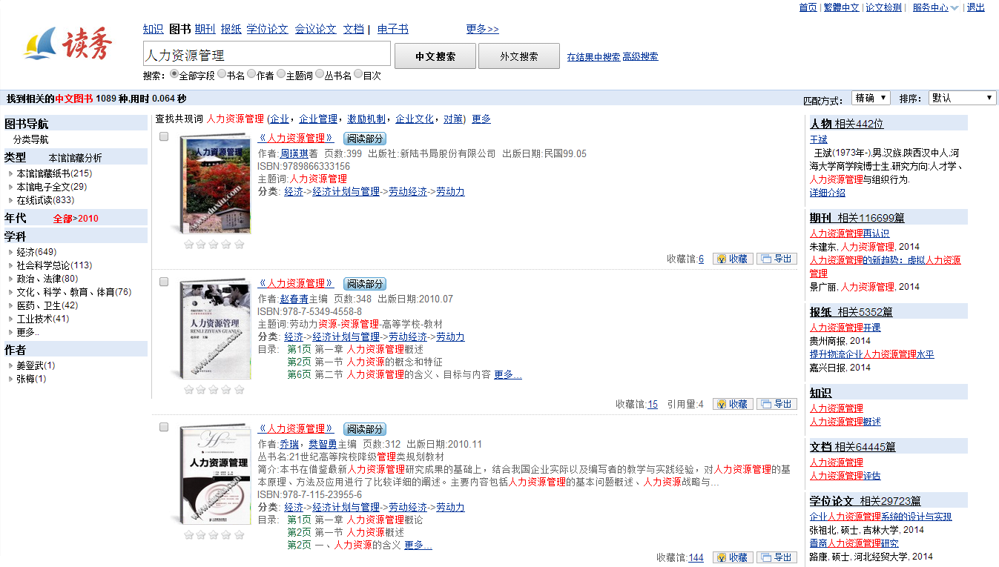 首页 | 繁體中文 | 论文检测 | 服务中心 | 退出
读秀
知识 图书 期刊 报纸 学位论文 会议论文 文档 | 电子书 更多>>
人力资源管理 中文搜索 外文搜索 在结果中搜索 高级搜索
搜索: 全部字段 书名 作者 主题词 丛书名 目次
找到相关的中文图书 1089 种,用时 0.064 秒
匹配方式: 精确 排序: 默认
图书导航
分类导航
类型 本馆馆藏分析
本馆馆藏纸书(215)
本馆电子全文(29)
在线试读(833)
年代 全部>2010
学科
经济(649)
社会科学总论(113)
政治、法律(80)
文化、科学、教育、体育(76)
医药、卫生(42)
工业技术(41)
更多..
作者
姜登武(1)
张梅(1)
查找共现词 人力资源管理 (企业，企业管理，激励机制，企业文化，对策) 更多
人力资源管理
www.duxiu.com
《人力资源管理》 阅读部分
作者:周瑛琪著 页数:399 出版社:新陆书局股份有限公司 出版日期:民国99.05
ISBN:9789866333156
主题词:人力资源管理
分类: 经济->经济计划与管理->劳动经济->劳动力
收藏馆:6 收藏 导出
人力资源管理
RENLI ZIYUAN GUANLI
www.duxiu.com
《人力资源管理》 阅读部分
作者:赵春清主编 页数:348 出版日期:2010.07
ISBN:978-7-5349-4558-8
主题词:劳动力资源-资源管理-高等学校-教材
分类: 经济->经济计划与管理->劳动经济->劳动力
目录: 第1页 第一章 人力资源管理概述
第2页 第一节 人力资源的概念和特征
第6页 第二节 人力资源管理的含义、目标与内容 更多...
收藏馆:15 引用量:4 收藏 导出
人力资源管理
www.duxiu.com
《人力资源管理》 阅读部分
作者:乔瑞，樊智勇主编 页数:312 出版日期:2010.11
丛书名:21世纪高等院校降级管理类规划教材
简介:本书在借鉴最新人力资源管理研究成果的基础上，结合我国企业实际以及编写者的教学与实践经验，对人力资源管理的基
本原理、方法及应用进行了比较详细的阐述。主要内容包括人力资源管理的基本问题概述、人力资源战略与...
ISBN:978-7-115-23955-6
分类: 经济->经济计划与管理->劳动经济->劳动力
目录: 第1页 第一章 人力资源管理概论
第2页 第一节 人力资源概述
第2页 一、人力资源的含义 更多...
收藏馆:144 收藏 导出
人物 相关442位
王斌
王斌(1973年-),男,汉族,陕西汉中人,河
海大学商学院博士生,研究方向:人才学、
人力资源管理与组织行为.
详细介绍
期刊 相关116699篇
人力资源管理再认识
朱建东, 人力资源管理, 2014
人力资源管理的新趋势：虚拟人力资源
管理
景广丽, 人力资源管理, 2014
报纸 相关5352篇
人力资源管理开课
贵州商报, 2014
提升物流企业人力资源管理水平
嘉兴日报, 2014
知识
人力资源管理
人力资源管理概述
文档 相关64445篇
人力资源管理
人力资源管理评估
学位论文 相关29723篇
企业人力资源管理系统的设计与实现
张祖北, 硕士, 吉林大学, 2014
晋商人力资源管理研究
路康, 硕士, 河北经贸大学, 2014